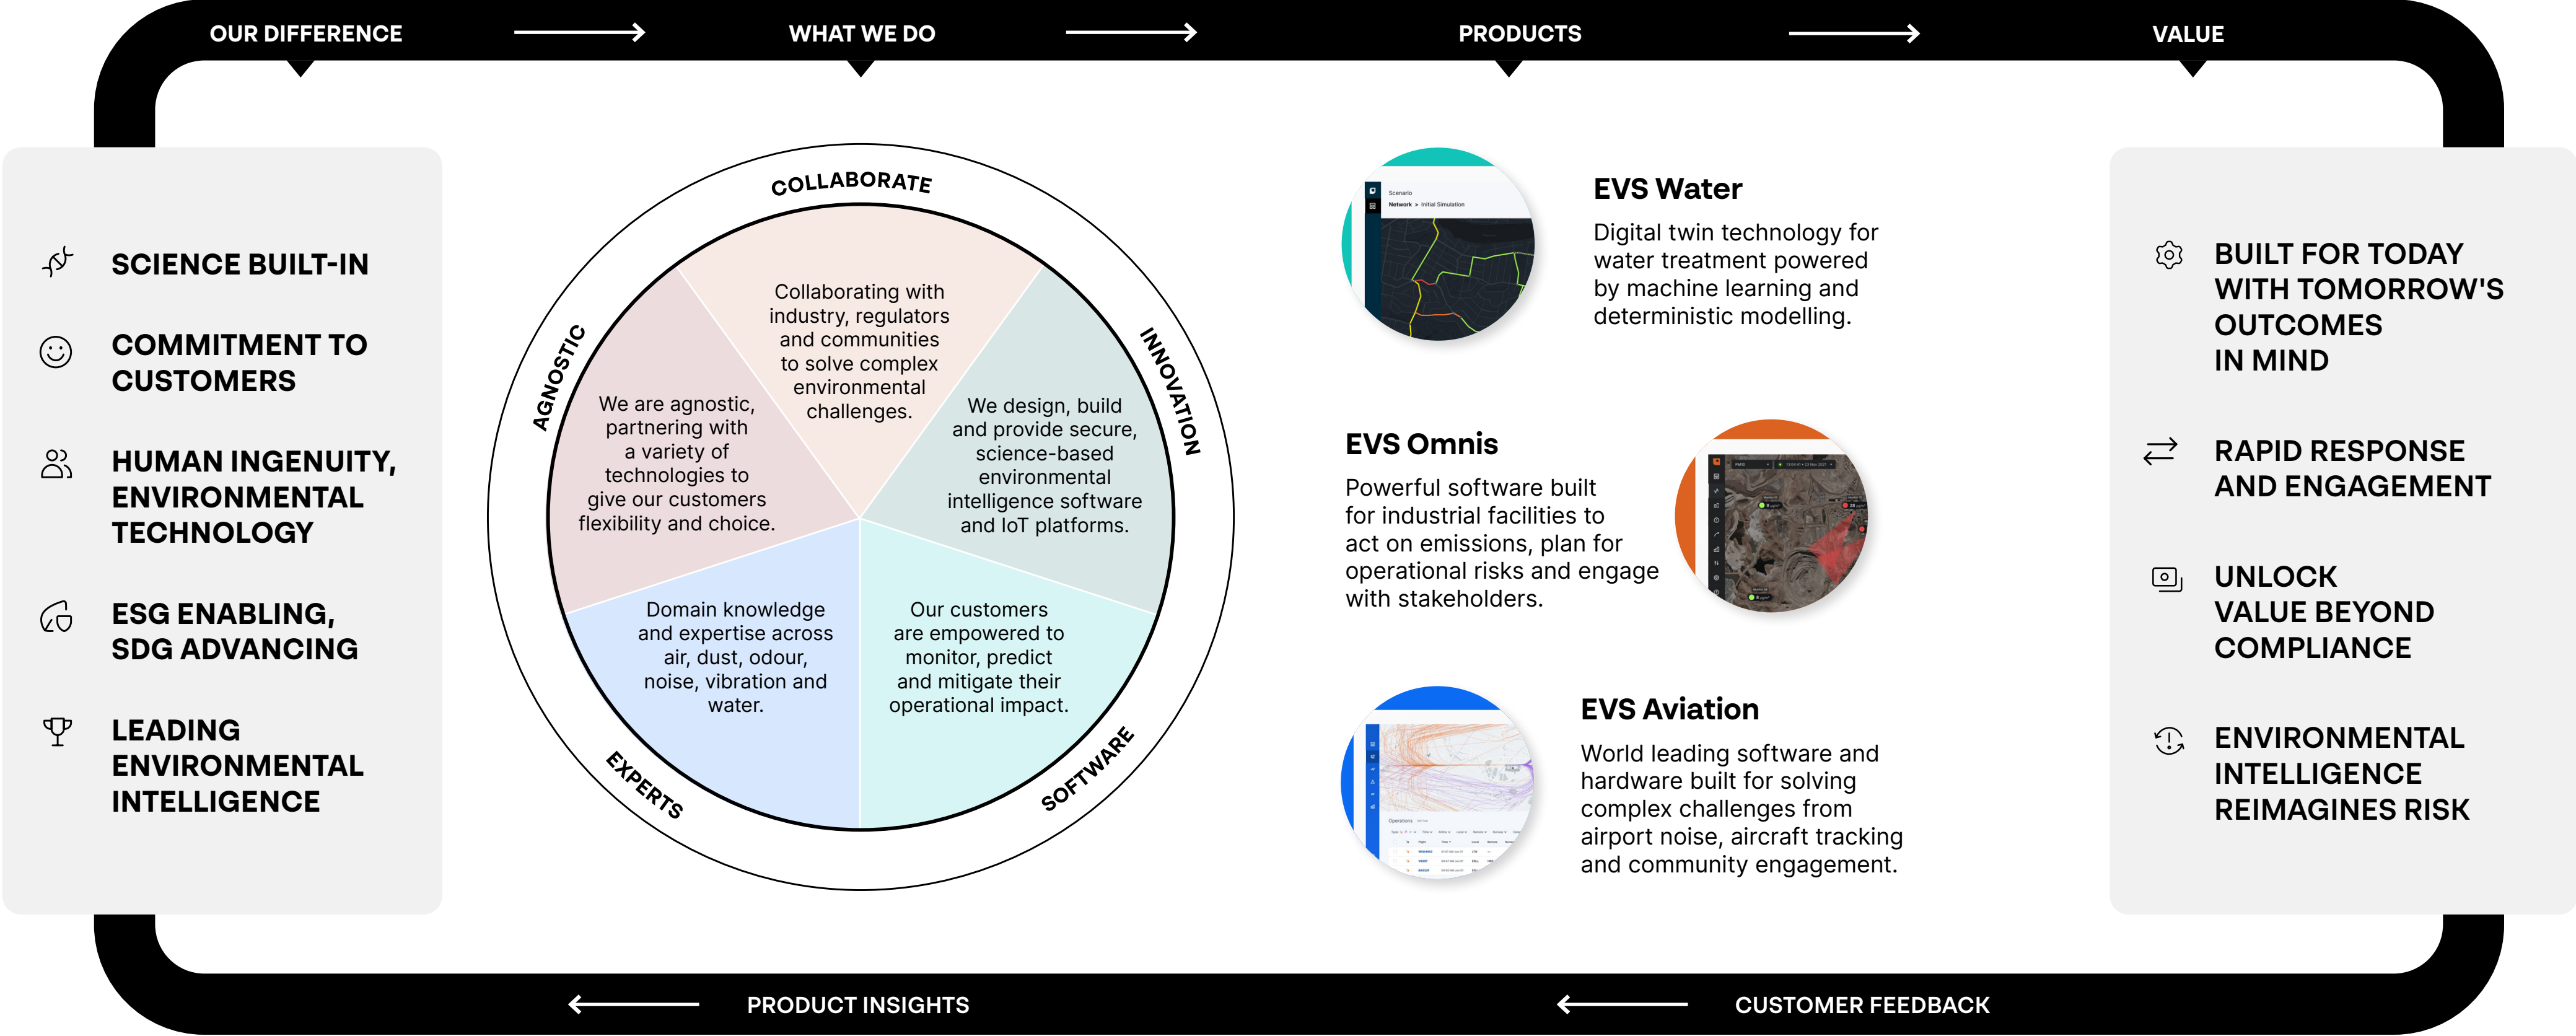 OUR DIFFERENCE
WHAT WE DO
PRODUCTS
VALUE
SCIENCE BUILT-IN
COMMITMENT TO
CUSTOMERS
HUMAN INGENUITY,
ENVIRONMENTAL
TECHNOLOGY
ESG ENABLING,
SDG ADVANCING
LEADING
ENVIRONMENTAL
INTELLIGENCE
COLLABORATE
Collaborating with
industry, regulators
and communities
to solve complex
environmental
challenges.
INNOVATION
We design, build
and provide secure,
science-based
environmental
intelligence software
and IoT platforms.
SOFTWARE
Our customers
are empowered to
monitor, predict
and mitigate their
operational impact.
EXPERTS
Domain knowledge
and expertise across
air, dust, odour,
noise, vibration and
water.
AGNOSTIC
We are agnostic,
partnering with
a variety of
technologies to
give our customers
flexibility and choice.
Scenario
Network > Initial Simulation
EVS Water
Digital twin technology for
water treatment powered
by machine learning and
deterministic modelling.
EVS Omnis
Powerful software built
for industrial facilities to
act on emissions, plan for
operational risks and engage
with stakeholders.
EVS Aviation
World leading software and
hardware built for solving
complex challenges from
airport noise, aircraft tracking
and community engagement.
Operations
BUILT FOR TODAY
WITH TOMORROW'S
OUTCOMES
IN MIND
RAPID RESPONSE
AND ENGAGEMENT
UNLOCK
VALUE BEYOND
COMPLIANCE
ENVIRONMENTAL
INTELLIGENCE
REIMAGINES RISK
PRODUCT INSIGHTS
CUSTOMER FEEDBACK